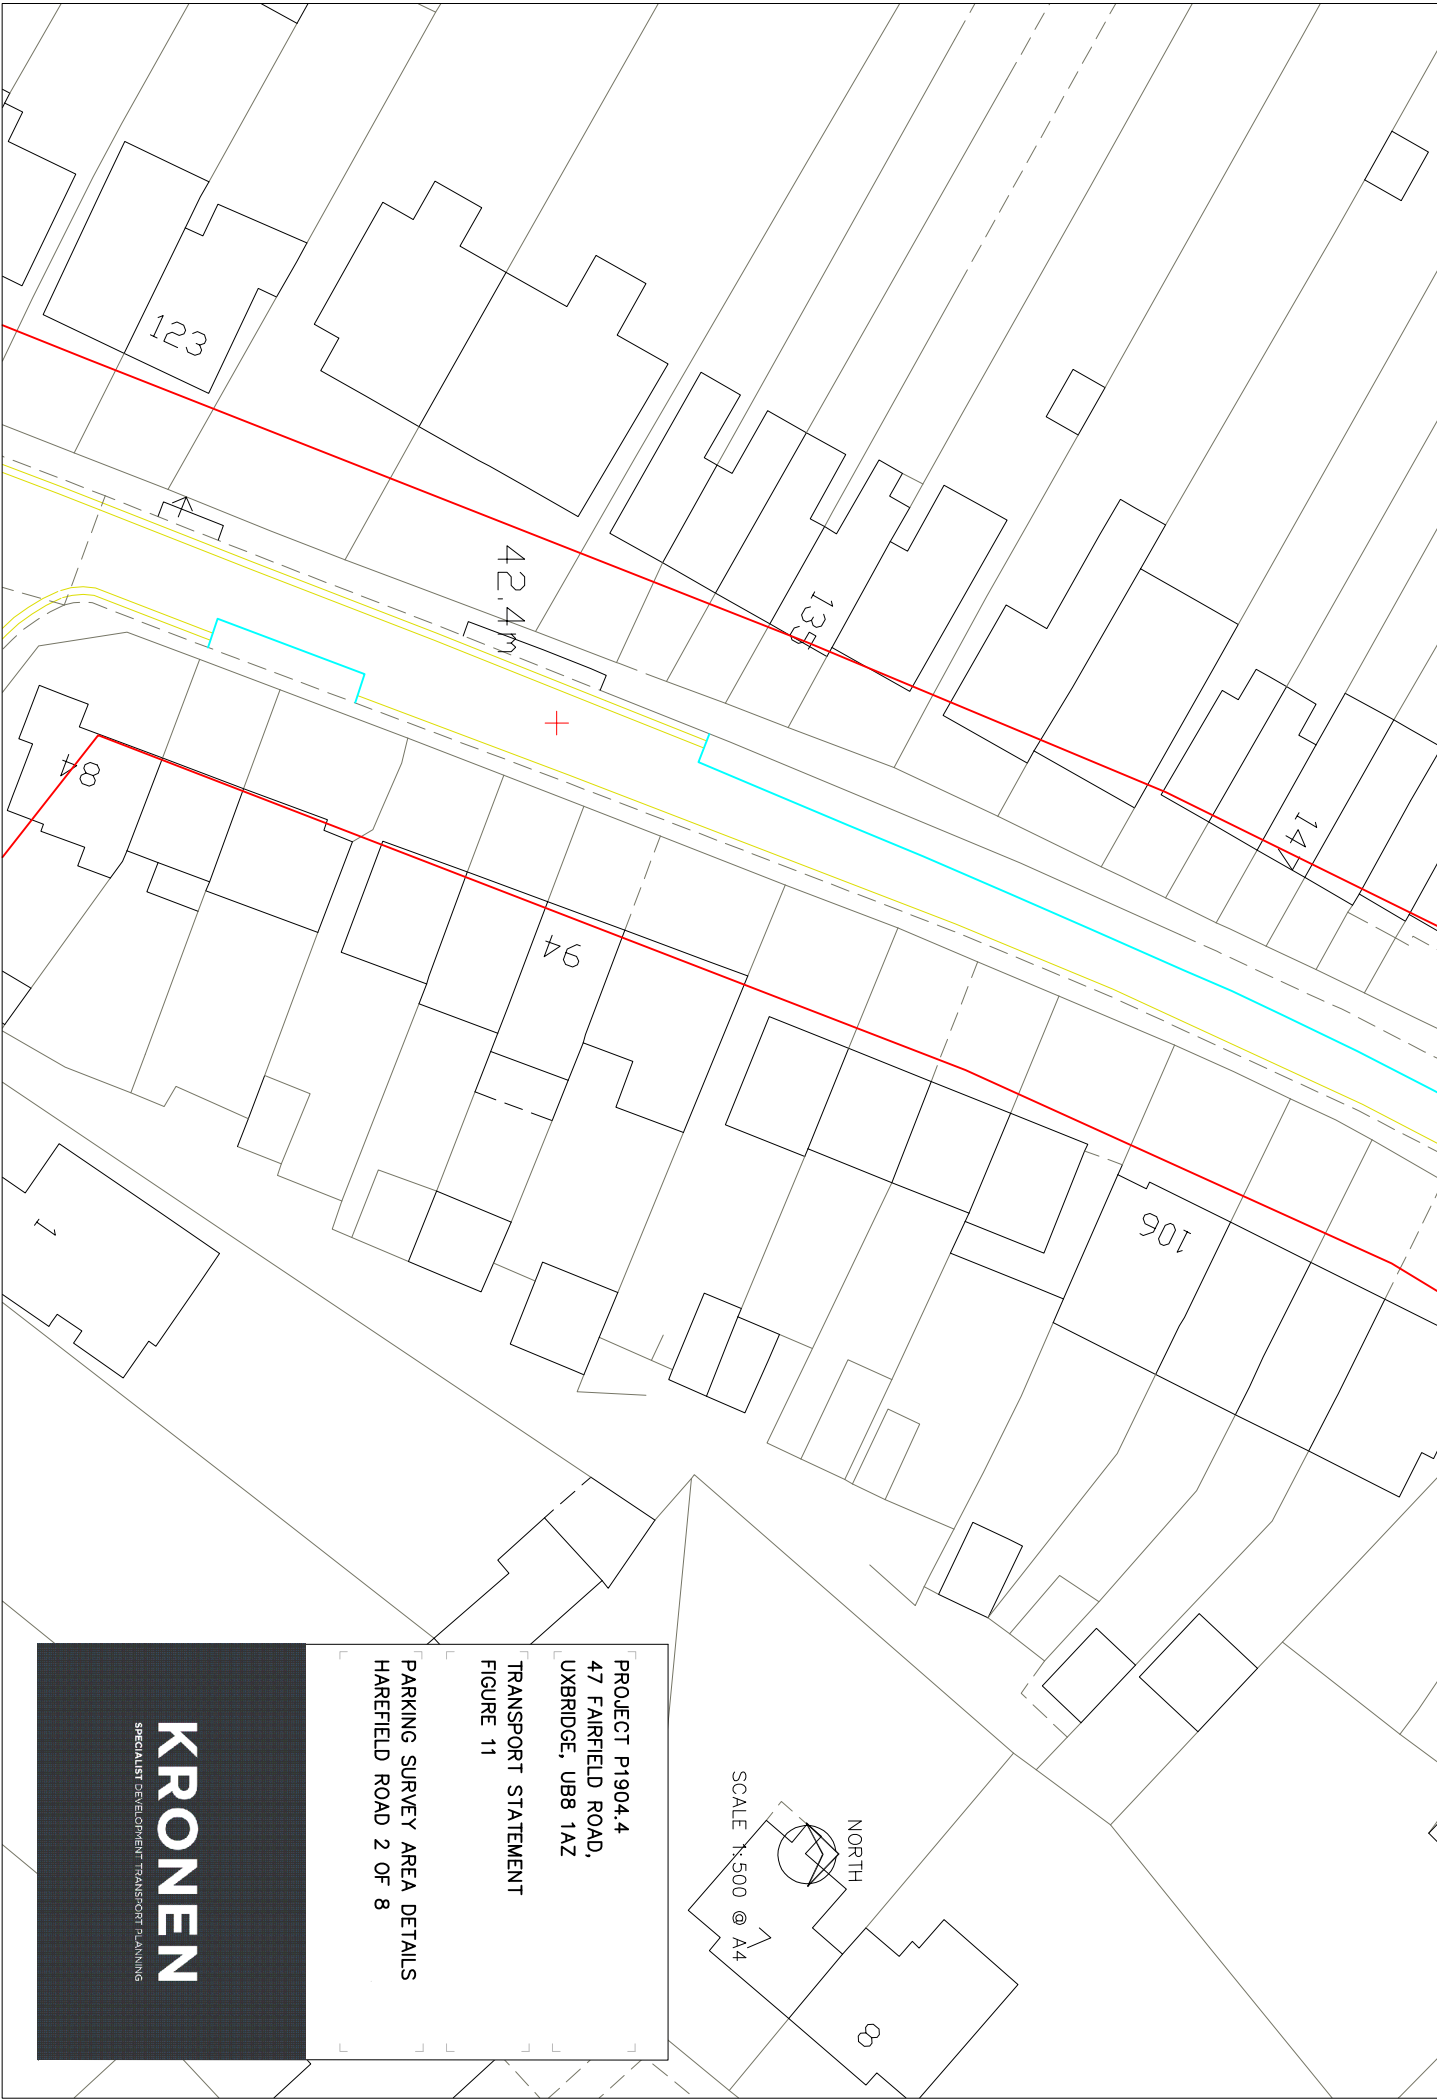 PROJECT P1904.4
47 FAIRFIELD ROAD,
UXBRIDGE, UB8 1AZ
TRANSPORT STATEMENT
FIGURE 11
PARKING SURVEY AREA DETAILS
HAREFIELD ROAD 2 OF 8
KRONEN
SPECIALIST DEVELOPMENT TRANSPORT PLANNING
NORTH
SCALE 1:500 @ A4
123
42.4m
135
147
84
94
106
1
7
8